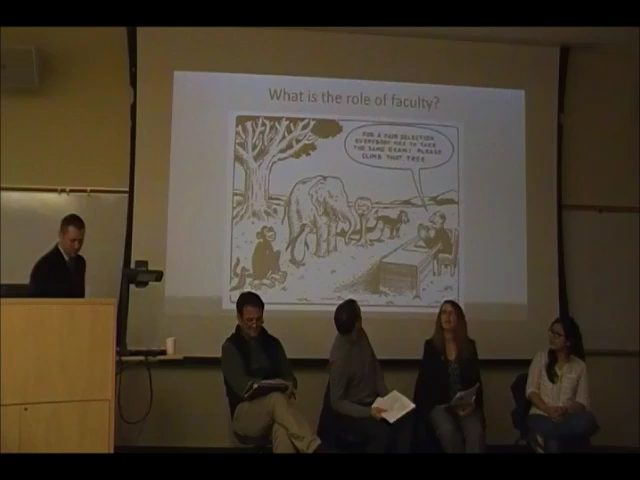 What is the role of faculty?
FOR A FAIR SELECTION
EVERYBODY HAS TO TAKE
THE SAME EXAM: PLEASE
CLIMB THAT TREE